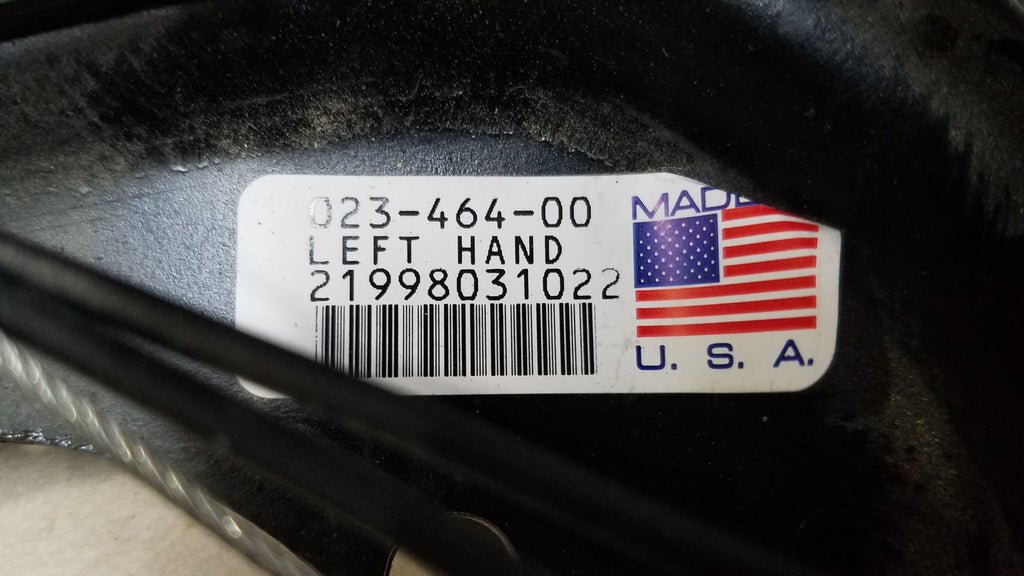 023-464-00
LEFT HAND
21998031022
MADE
U. S. A.